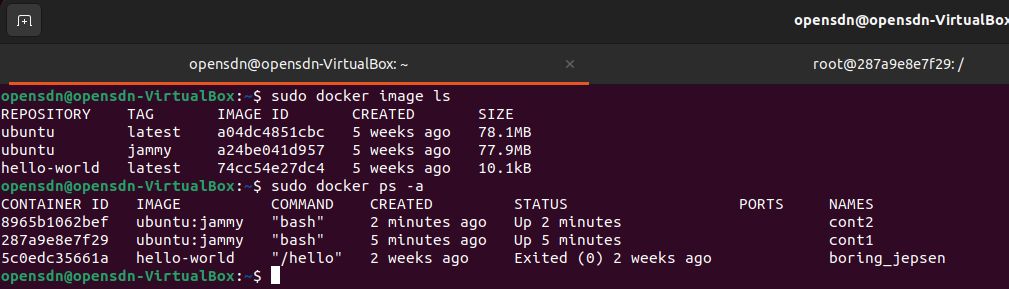 opensdn@opensdn-VirtualBox
opensdn@opensdn-VirtualBox: ~ × root@287a9e8e7f29: /
opensdn@opensdn-VirtualBox:~$ sudo docker image ls
REPOSITORY TAG IMAGE ID CREATED SIZE
ubuntu latest a04dc4851cbc 5 weeks ago 78.1MB
ubuntu jammy a24be041d957 5 weeks ago 77.9MB
hello-world latest 74cc54e27dc4 5 weeks ago 10.1kB
opensdn@opensdn-VirtualBox:~$ sudo docker ps -a
CONTAINER ID IMAGE COMMAND CREATED STATUS PORTS NAMES
8965b1062bef ubuntu:jammy "bash" 2 minutes ago Up 2 minutes cont2
287a9e8e7f29 ubuntu:jammy "bash" 5 minutes ago Up 5 minutes cont1
5c0edc35661a hello-world "/hello" 2 weeks ago Exited (0) 2 weeks ago boring_jepsen
opensdn@opensdn-VirtualBox:~$